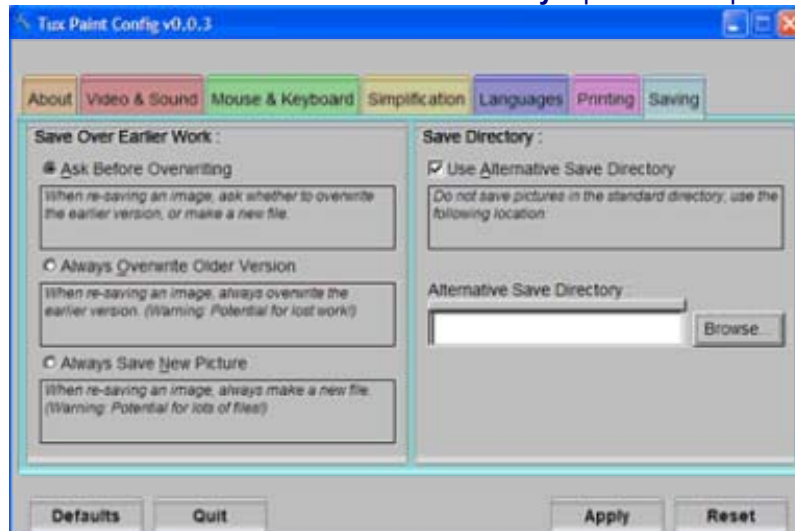 Tux Paint Config v0.0.3
About Video & Sound Mouse & Keyboard Simplification Languages Printing Saving
Save Over Earlier Work :
Ask Before Overwriting
When re-saving an image, ask whether to overwrite
the earlier version, or make a new file.
Always Overwrite Older Version
When re-saving an image, always overwrite the
earlier version. (Warning: Potential for lost work!)
Always Save New Picture
When re-saving an image, always make a new file.
(Warning: Potential for lots of files!)
Save Directory :
Use Alternative Save Directory
Do not save pictures in the standard directory, use the
following location:
Alternative Save Directory :
Browse...
Defaults Quit Apply Reset